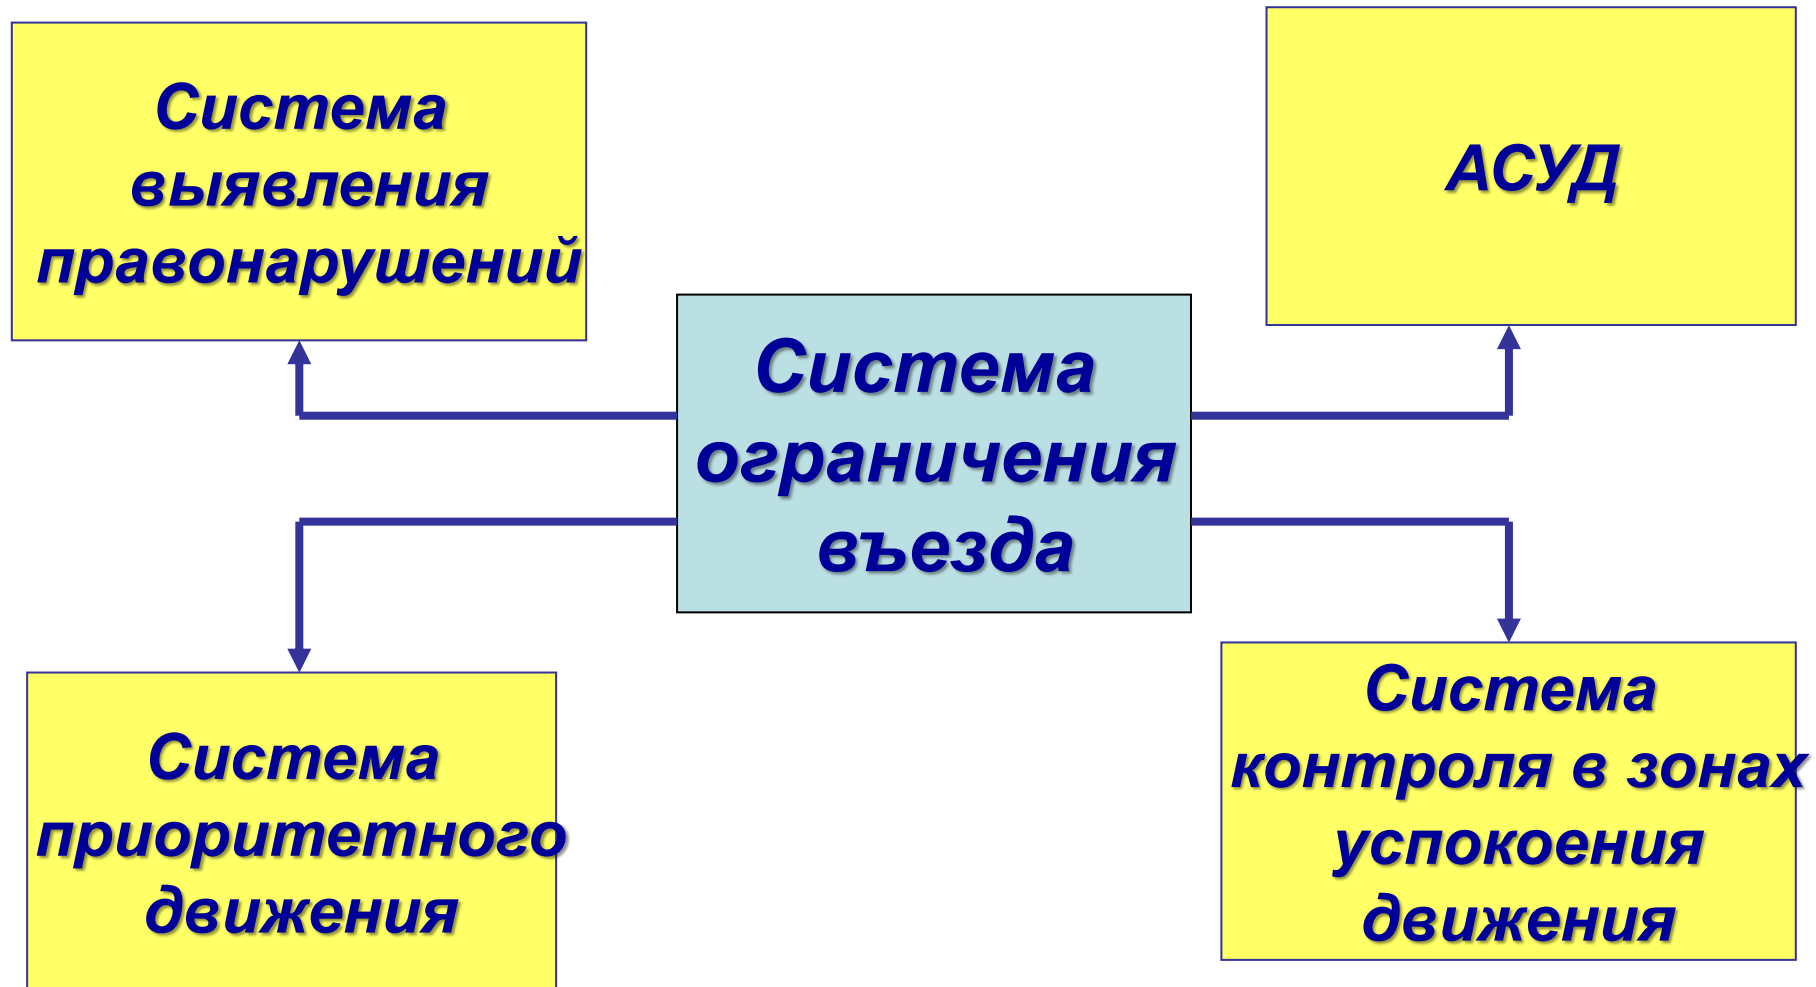 Система
выявления
правонарушений
АСУД
Система
ограничения
въезда
Система
приоритетного
движения
Система
контроля в зонах
успокоения
движения